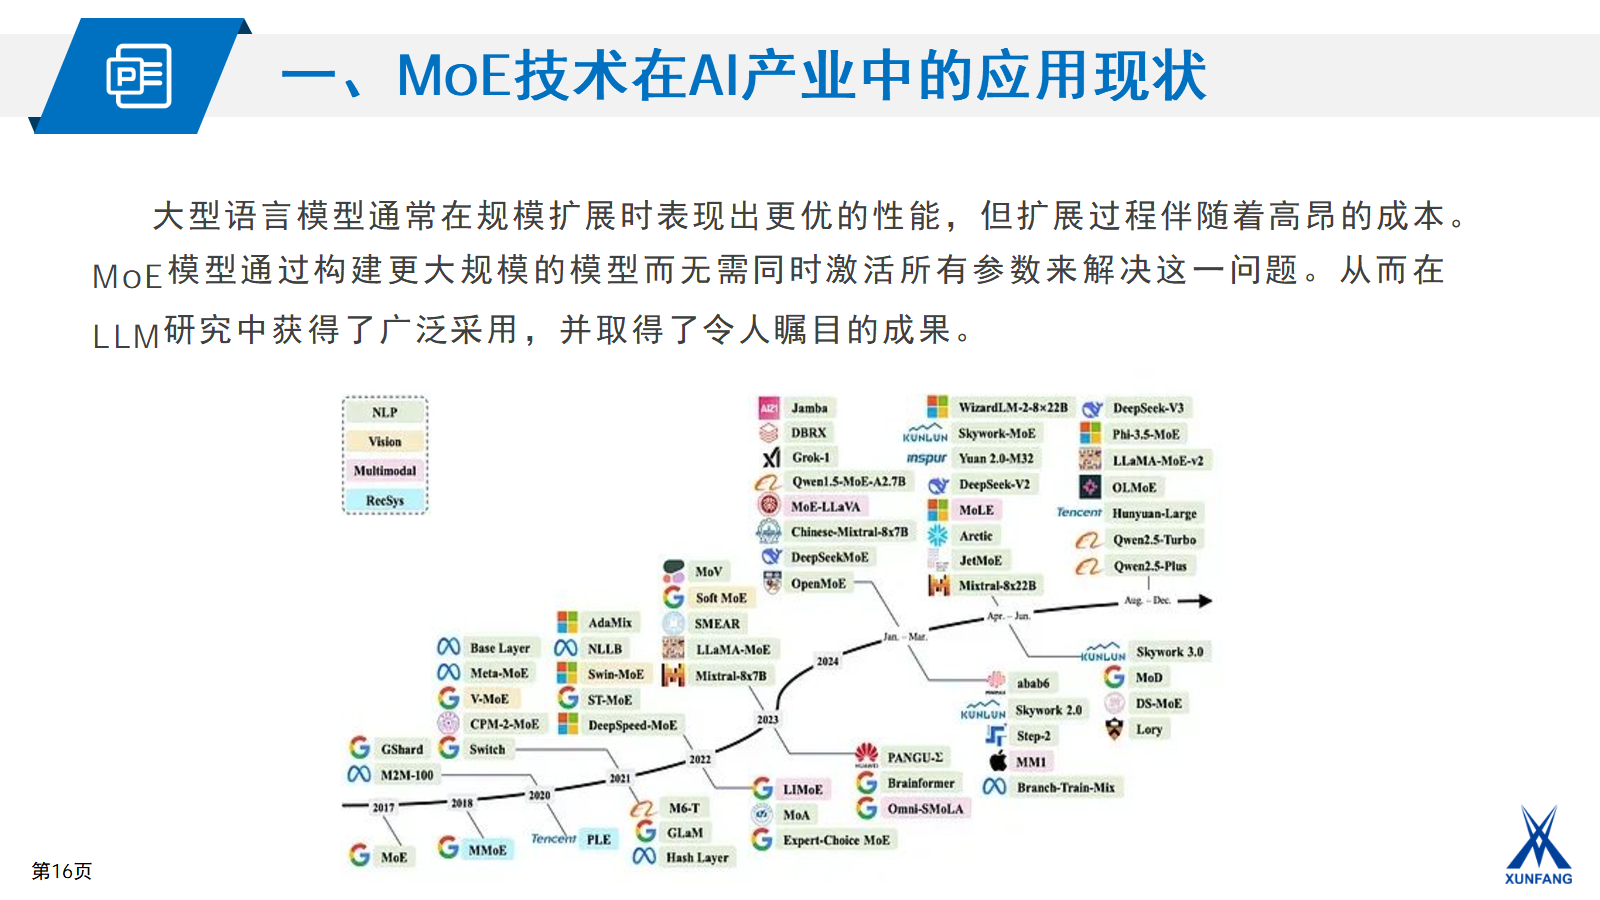 一、MoE技术在AI产业中的应用现状
大型语言模型通常在规模扩展时表现出更优的性能，但扩展过程伴随着高昂的成本。
MoE模型通过构建更大规模的模型而无需同时激活所有参数来解决这一问题。从而在
LLM研究中获得了广泛采用，并取得了令人瞩目的成果。
NLP
Vision
Multimodal
RecSys
GShard
M2M-100
Base Layer
Meta-MoE
V-MoE
CPM-2-MoE
Switch
AdaMix
NLLB
Swin-MoE
ST-MoE
DeepSpeed-MoE
MoV
Soft MoE
SMEAR
LLaMA-MoE
Mixtral-8x7B
AI21 Jamba
DBRX
Grok-1
Qwen1.5-MoE-A2.7B
MoE-LLaVA
Chinese-Mixtral-8x7B
DeepSeekMoE
OpenMoE
WizardLM-2-8×22B
KUNLUN Skywork-MoE
inspur Yuan 2.0-M32
DeepSeek-V2
MoLE
Arctic
JetMoE
Mixtral-8x22B
DeepSeek-V3
Phi-3.5-MoE
LLaMA-MoE-v2
OLMoE
Tencent Hunyuan-Large
Qwen2.5-Turbo
Qwen2.5-Plus
2017
2018
2020
2021
2022
2023
2024
Jan. – Mar.
Apr. – Jun.
Aug. – Dec.
MoE
MMoE
Tencent PLE
M6-T
GLaM
Hash Layer
LIMoE
MoA
Expert-Choice MoE
HUAWEI PANGU-Σ
Brainformer
Omni-SMoLA
abab6
KUNLUN Skywork 2.0
Step-2
MM1
Branch-Train-Mix
KUNLUN Skywork 3.0
MoD
DS-MoE
Lory
第16页
XUNFANG